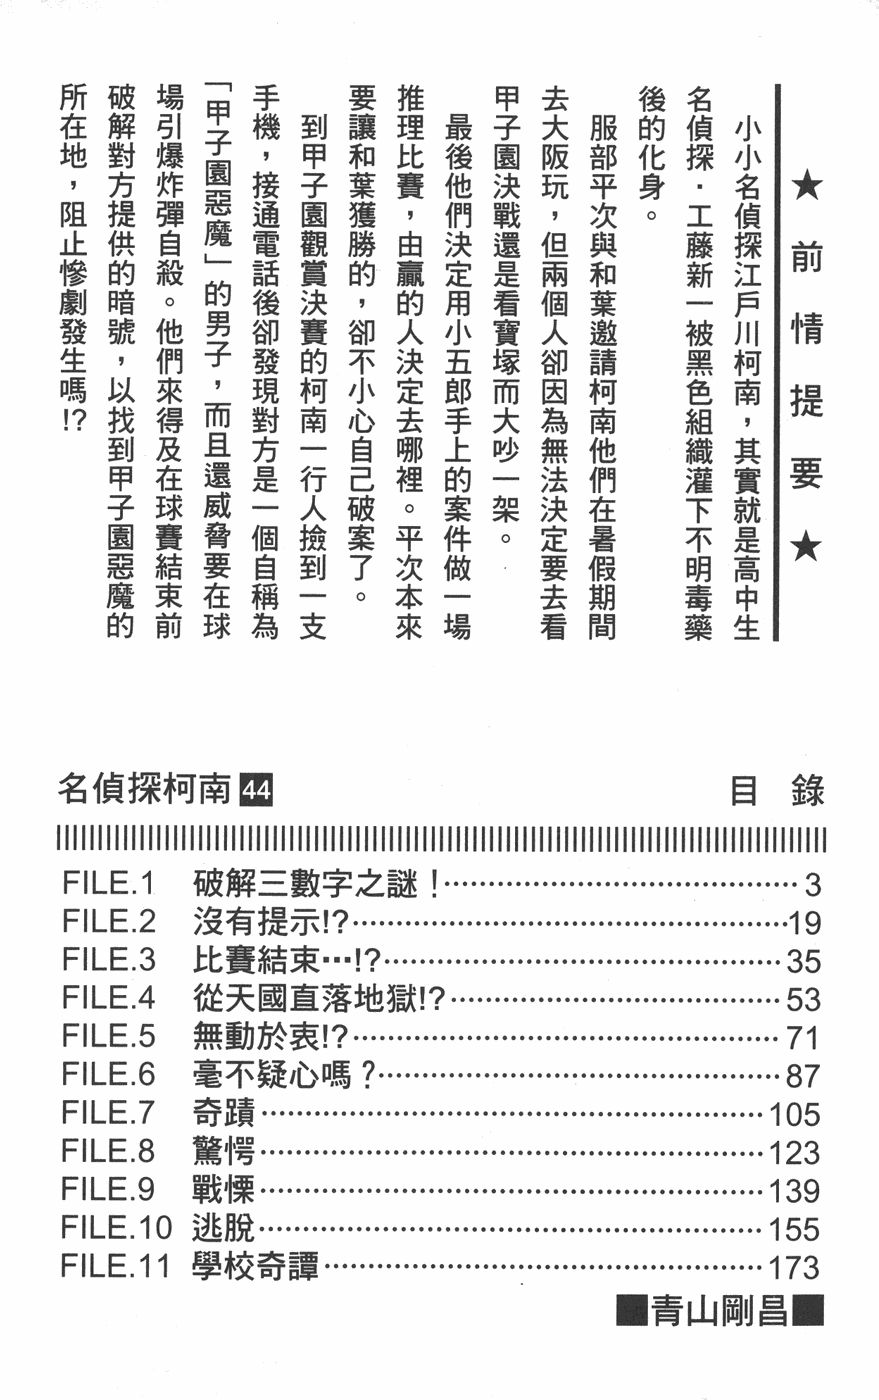 ★前情提要★
小小名偵探江戶川柯南，其實就是高中生
名偵探．工藤新一被黑色組織灌下不明毒藥
後的化身。
服部平次與和葉邀請柯南他們在暑假期間
去大阪玩，但兩個人卻因為無法決定要去看
甲子園決戰還是看寶塚而大吵一架。
最後他們決定用小五郎手上的案件做一場
推理比賽，由贏的人決定去哪裡。平次本來
要讓和葉獲勝的，卻不小心自己破案了。
到甲子園觀賞決賽的柯南一行人撿到一支
手機，接通電話後卻發現對方是一個自稱為
「甲子園惡魔」的男子，而且還威脅要在球
場引爆炸彈自殺。他們來得及在球賽結束前
破解對方提供的暗號，以找到甲子園惡魔的
所在地，阻止慘劇發生嗎!?
名偵探柯南 44 目 錄
FILE.1 破解三數字之謎！…………………………………… 3
FILE.2 沒有提示!?……………………………………………19
FILE.3 比賽結束…!?………………………………………… 35
FILE.4 從天國直落地獄!?………………………………… 53
FILE.5 無動於衷!?…………………………………………… 71
FILE.6 毫不疑心嗎？………………………………………… 87
FILE.7 奇蹟…………………………………………………… 105
FILE.8 驚愕…………………………………………………… 123
FILE.9 戰慄…………………………………………………… 139
FILE.10 逃脫…………………………………………………… 155
FILE.11 學校奇譚……………………………………………… 173
■青山剛昌■